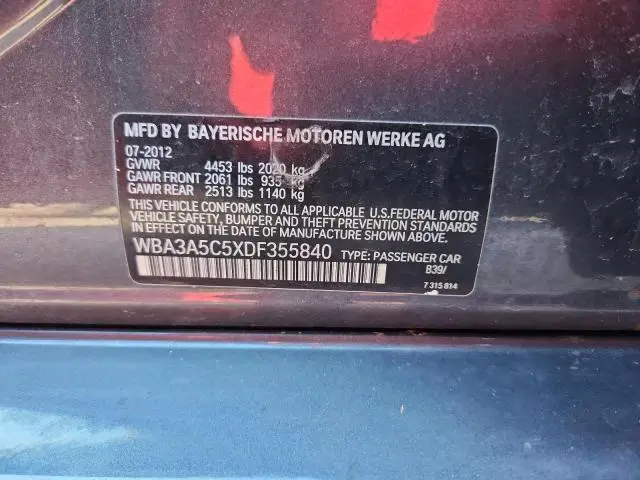 MFD BY BAYERISCHE MOTOREN WERKE AG
07-2012
GVWR 4453 lbs 2020 kg
GAWR FRONT 2061 lbs 935 kg
GAWR REAR 2513 lbs 1140 kg
THIS VEHICLE CONFORMS TO ALL APPLICABLE U.S.FEDERAL MOTOR
VEHICLE SAFETY, BUMPER AND THEFT PREVENTION STANDARDS
IN EFFECT ON THE DATE OF MANUFACTURE SHOWN ABOVE.
WBA3A5C5XDF355840 TYPE: PASSENGER CAR
B39/
7 315 814